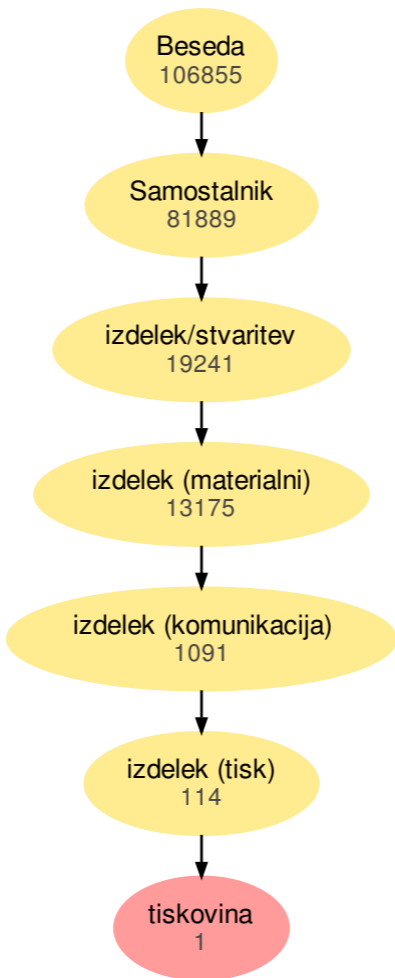 Beseda
106855
Samostalnik
81889
izdelek/stvaritev
19241
izdelek (materialni)
13175
izdelek (komunikacija)
1091
izdelek (tisk)
114
tiskovina
1